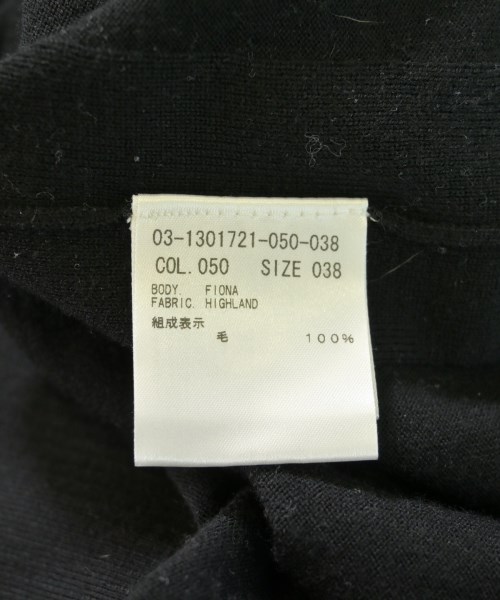 03-1301721-050-038
COL. 050 SIZE 038
BODY. FIONA
FABRIC. HIGHLAND
組成表示
毛 100%